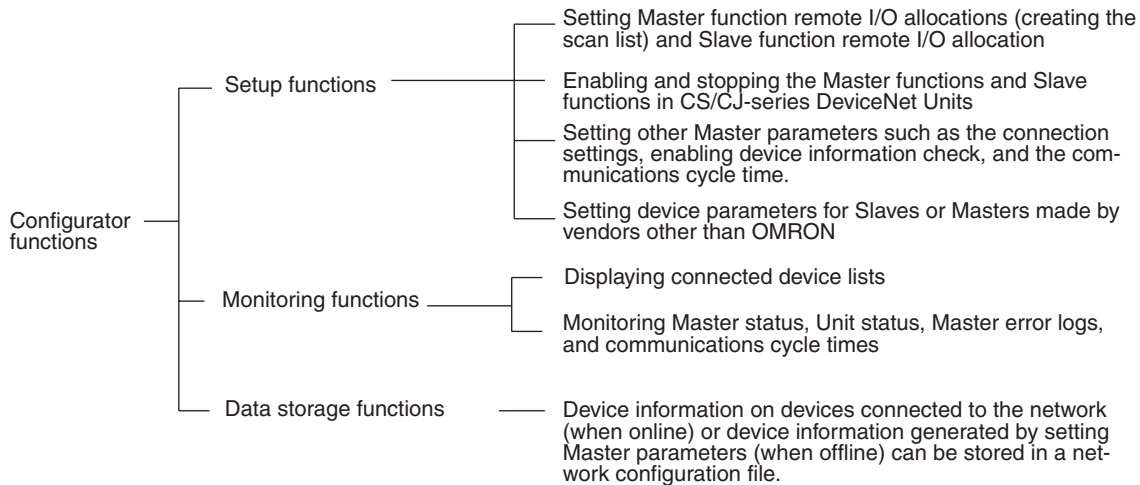 Setting Master function remote I/O allocations (creating the
scan list) and Slave function remote I/O allocation
Setup functions
Enabling and stopping the Master functions and Slave
functions in CS/CJ-series DeviceNet Units
Setting other Master parameters such as the connection
settings, enabling device information check, and the com-
munications cycle time.
Configurator
functions
Setting device parameters for Slaves or Masters made by
vendors other than OMRON
Monitoring functions
Displaying connected device lists
Monitoring Master status, Unit status, Master error logs,
and communications cycle times
Data storage functions
Device information on devices connected to the network
(when online) or device information generated by setting
Master parameters (when offline) can be stored in a net-
work configuration file.